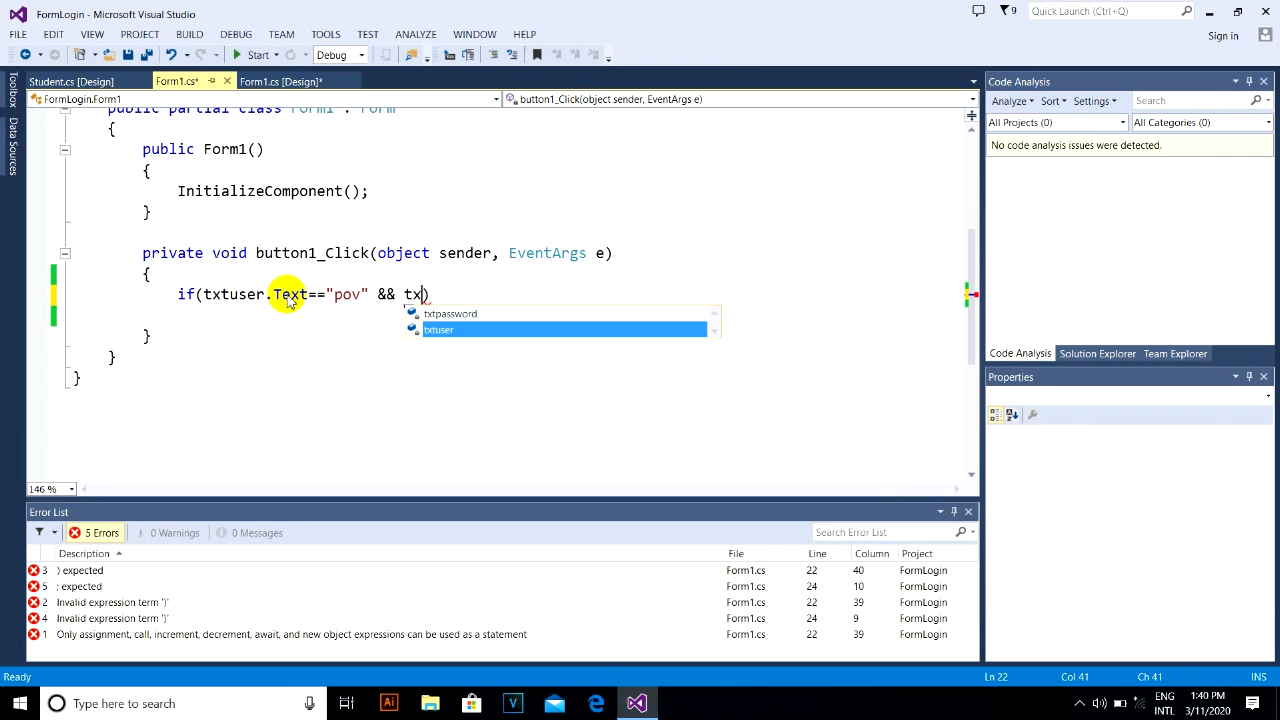 FormLogin - Microsoft Visual Studio
9
Quick Launch (Ctrl+Q)
FILE EDIT VIEW PROJECT BUILD DEBUG TEAM TOOLS TEST ANALYZE WINDOW HELP
Sign in
Start Debug
Toolbox
Data Sources
Student.cs [Design] Form1.cs* Form1.cs [Design]*
FormLogin.Form1 button1_Click(object sender, EventArgs e)
public partial class Form1 : Form
{
public Form1()
{
InitializeComponent();
}
private void button1_Click(object sender, EventArgs e)
{
if(txtuser.Text=="pov" && tx)
txtpassword
txtuser
}
}
}
146 %
Code Analysis
Analyze Sort Settings Search
All Projects (0) All Categories (0)
No code analysis issues were detected.
Code Analysis Solution Explorer Team Explorer
Properties
Error List
5 Errors 0 Warnings 0 Messages Search Error List
Description File Line Column Project
3 ) expected Form1.cs 22 40 FormLogin
5 ; expected Form1.cs 24 10 FormLogin
2 Invalid expression term ')' Form1.cs 22 39 FormLogin
4 Invalid expression term '}' Form1.cs 24 9 FormLogin
1 Only assignment, call, increment, decrement, await, and new object expressions can be used as a statement Form1.cs 22 39 FormLogin
Ready Ln 22 Col 41 Ch 41 INS
Type here to search
Ai
V
ENG
INTL
1:40 PM
3/11/2020